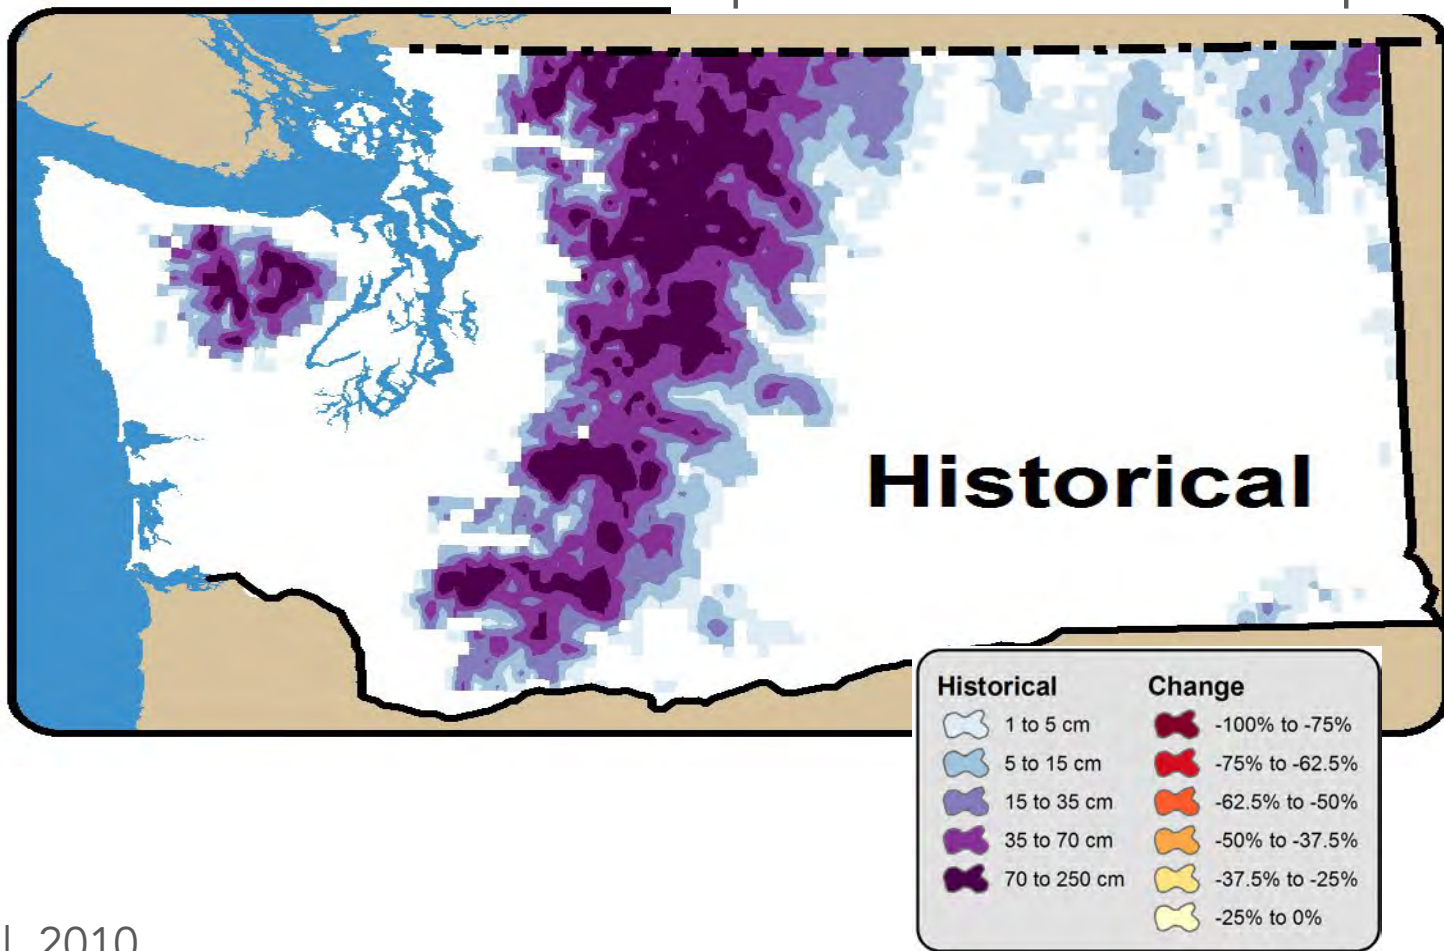 Historical
Historical
1 to 5 cm
5 to 15 cm
15 to 35 cm
35 to 70 cm
70 to 250 cm
Change
-100% to -75%
-75% to -62.5%
-62.5% to -50%
-50% to -37.5%
-37.5% to -25%
-25% to 0%
2010